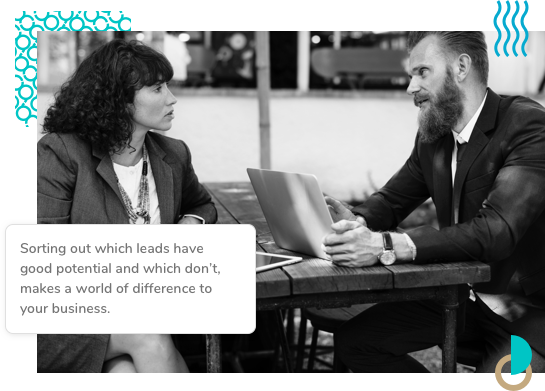 Sorting out which leads have
good potential and which don't,
makes a world of difference to
your business.